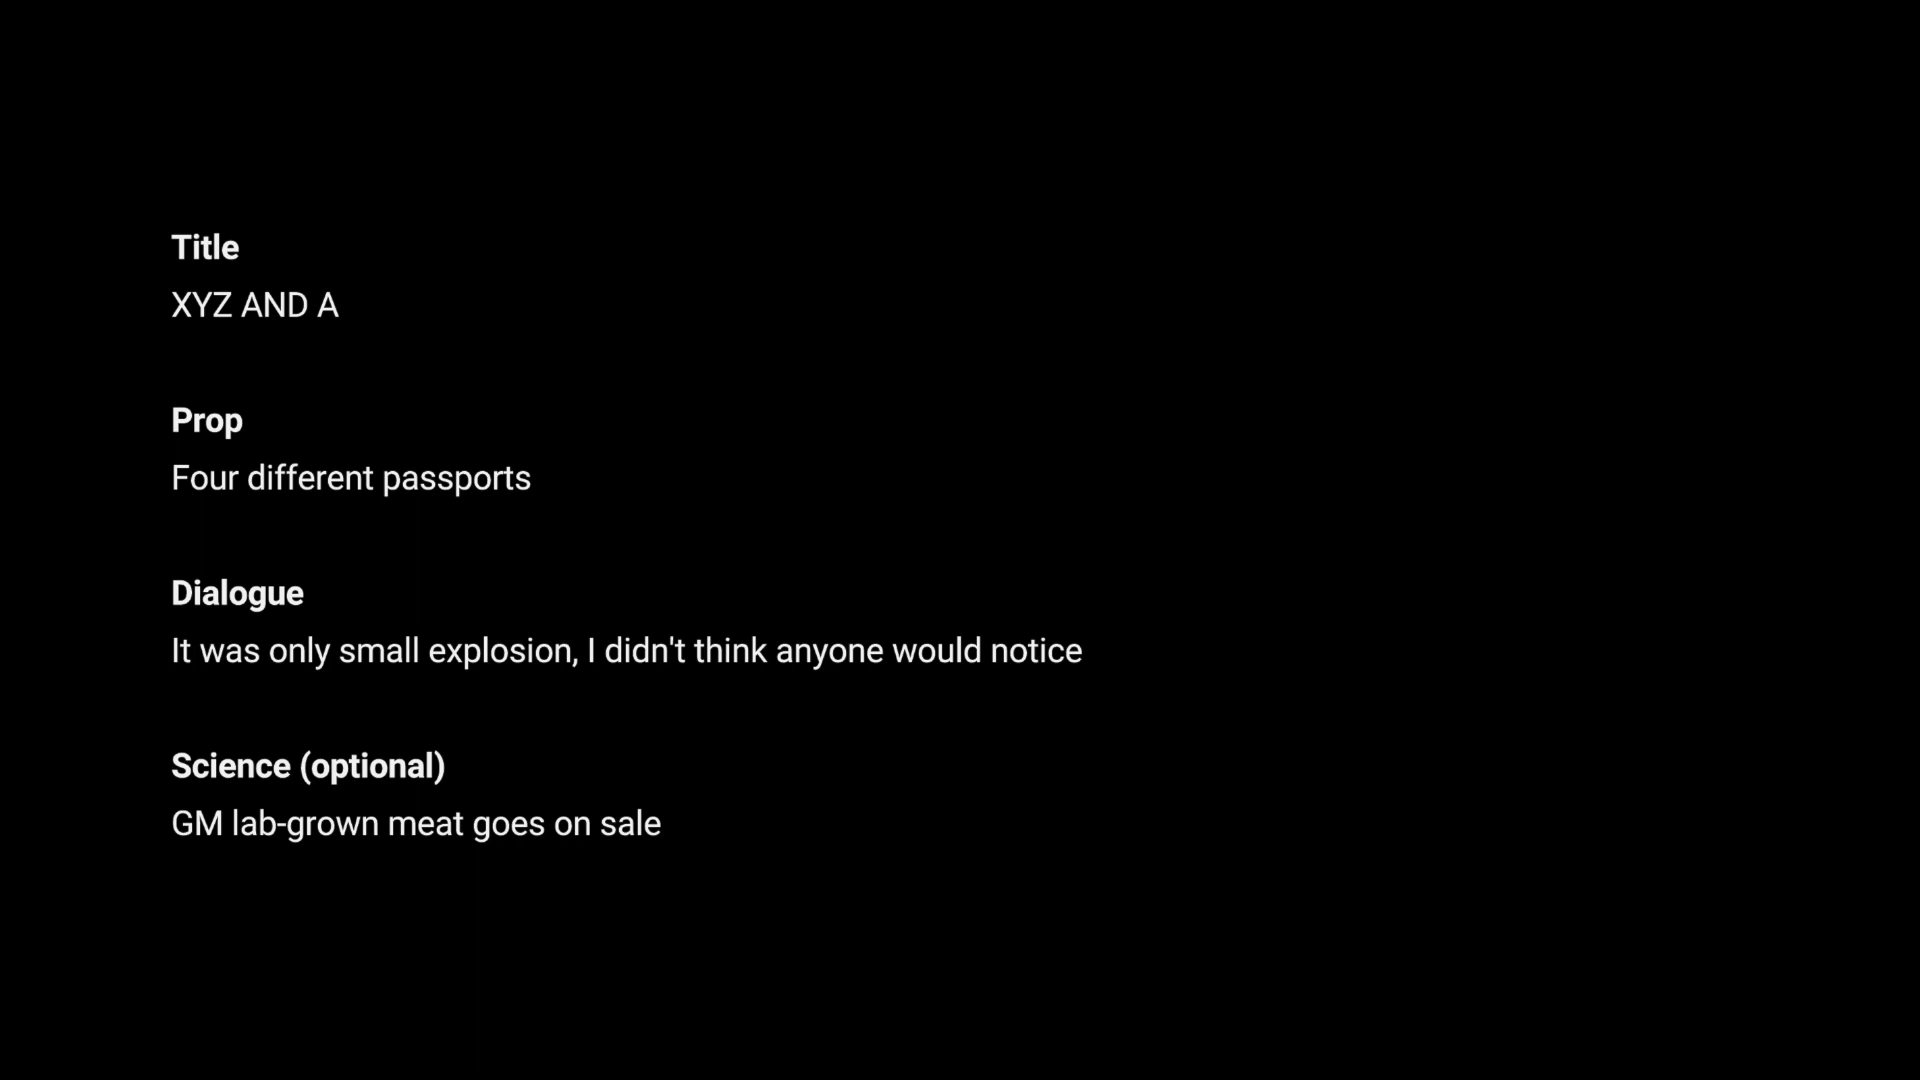 Title
XYZ AND A
Prop
Four different passports
Dialogue
It was only small explosion, I didn't think anyone would notice
Science (optional)
GM lab-grown meat goes on sale